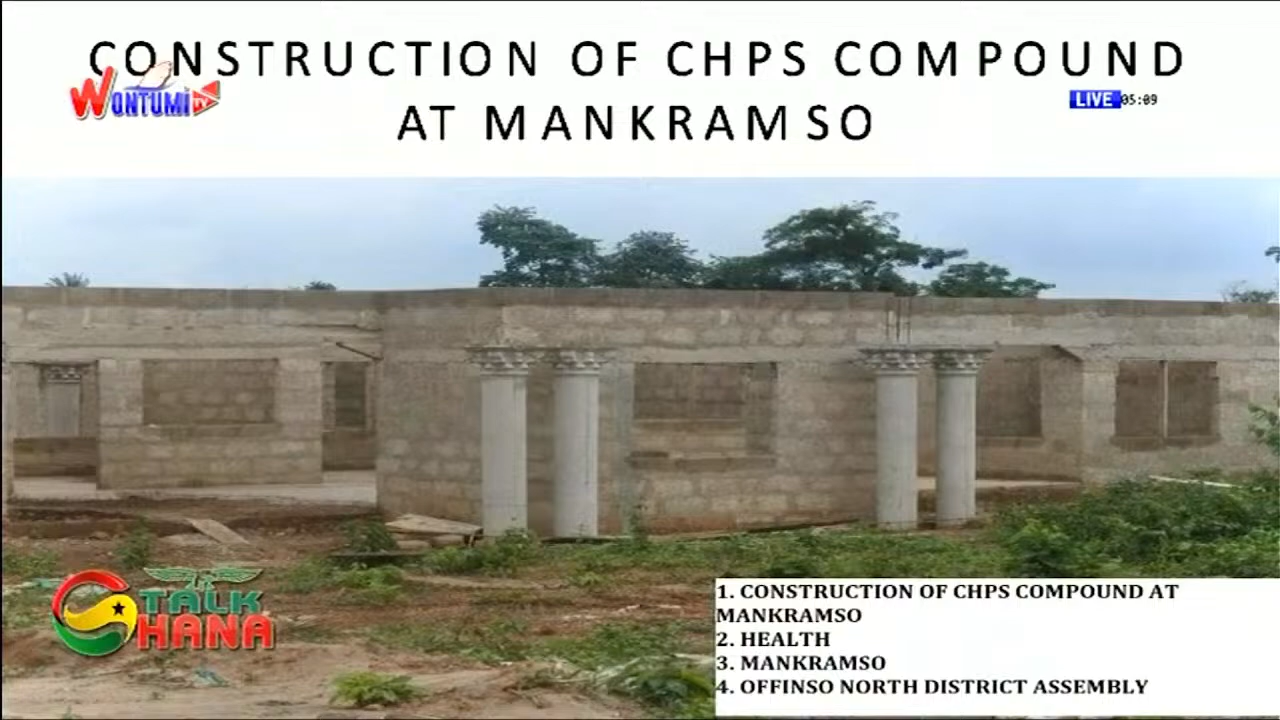 CONSTRUCTION OF CHPS COMPOUND
AT MANKRAMSO
WONTUMI TV
LIVE 05:09
TALK
GHANA
1. CONSTRUCTION OF CHPS COMPOUND AT
MANKRAMSO
2. HEALTH
3. MANKRAMSO
4. OFFINSO NORTH DISTRICT ASSEMBLY